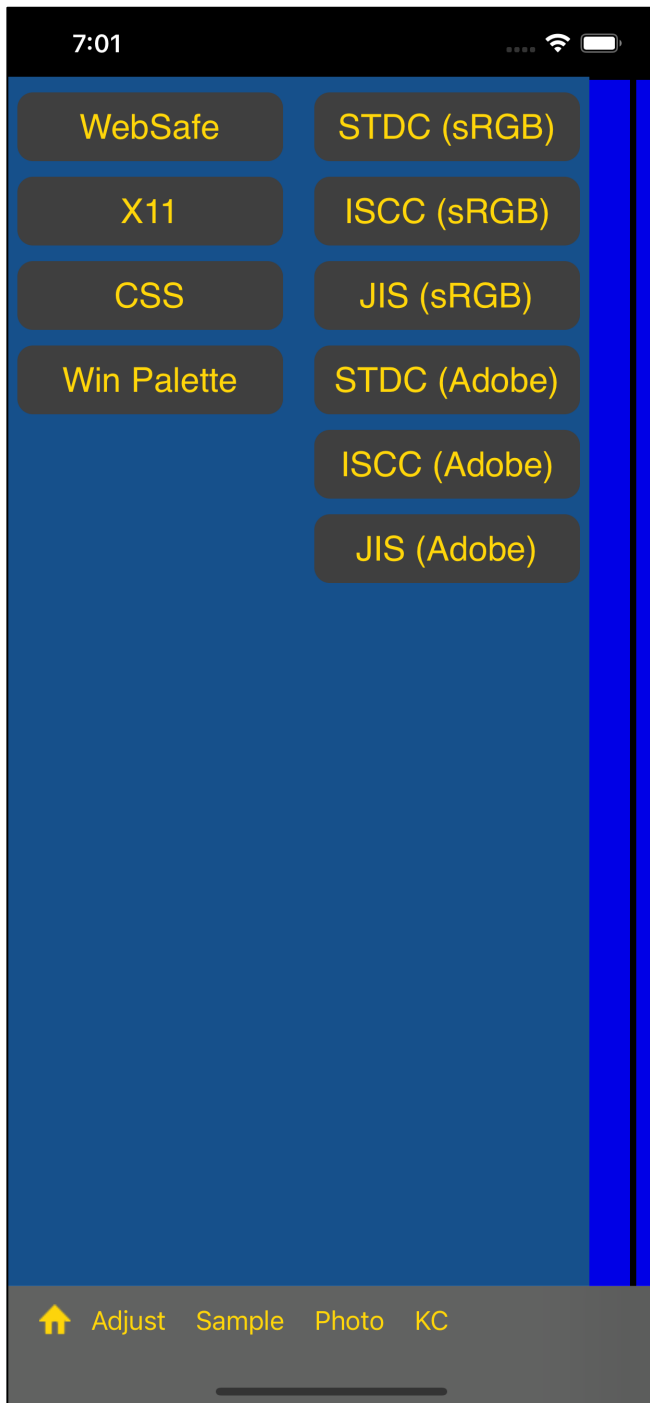 7:01
WebSafe
STDC (sRGB)
X11
ISCC (sRGB)
CSS
JIS (sRGB)
Win Palette
STDC (Adobe)
ISCC (Adobe)
JIS (Adobe)
Adjust Sample Photo KC